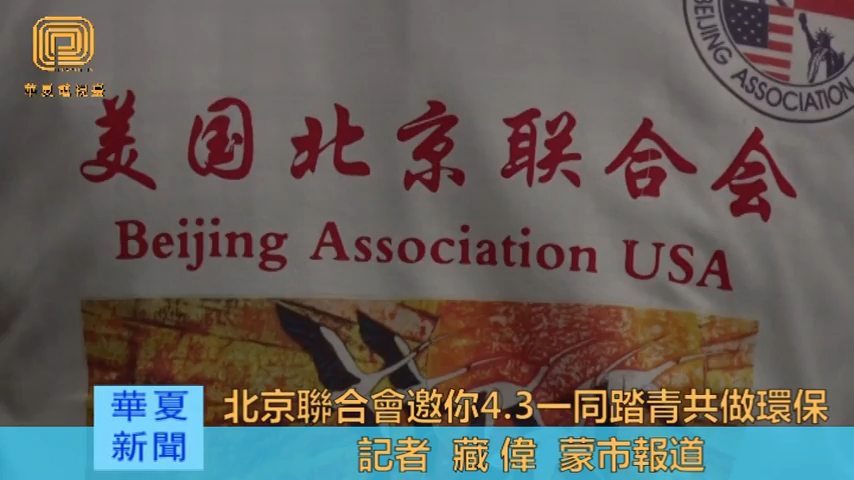 華夏電視臺
BEIJING ASSOCIATION
美国北京联合会
Beijing Association USA
華夏新聞
北京聯合會邀你4.3一同踏青共做環保
記者 藏偉 蒙市報道